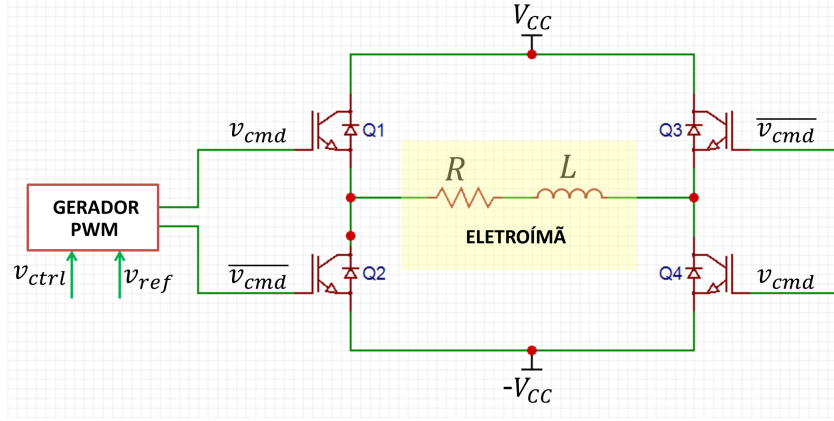 V_CC
v_cmd
Q1
Q3
\overline{v_cmd}
R
L
GERADOR
PWM
ELETROÍMÃ
v_ctrl
v_ref
\overline{v_cmd}
Q2
Q4
v_cmd
-V_CC